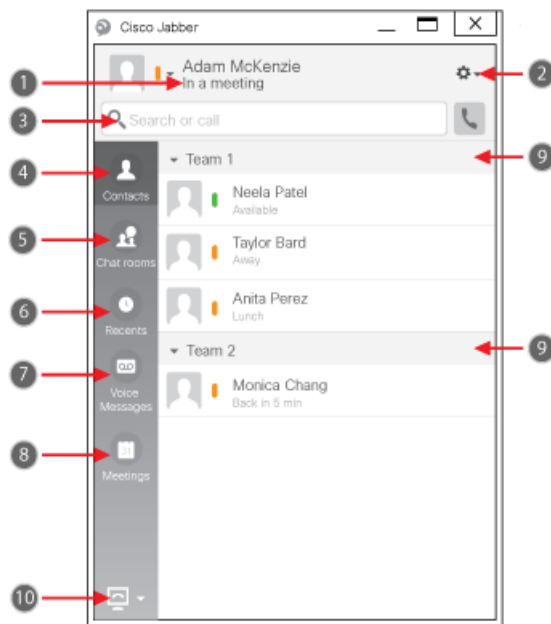 Cisco Jabber
Adam McKenzie
1
In a meeting
2
3
Search or call
4
Contacts
Team 1
9
Neela Patel
Available
5
Chat rooms
Taylor Bard
Away
6
Recents
Anita Perez
Lunch
Team 2
9
7
Voice
Messages
Monica Chang
Back in 5 min
8
31
Meetings
10